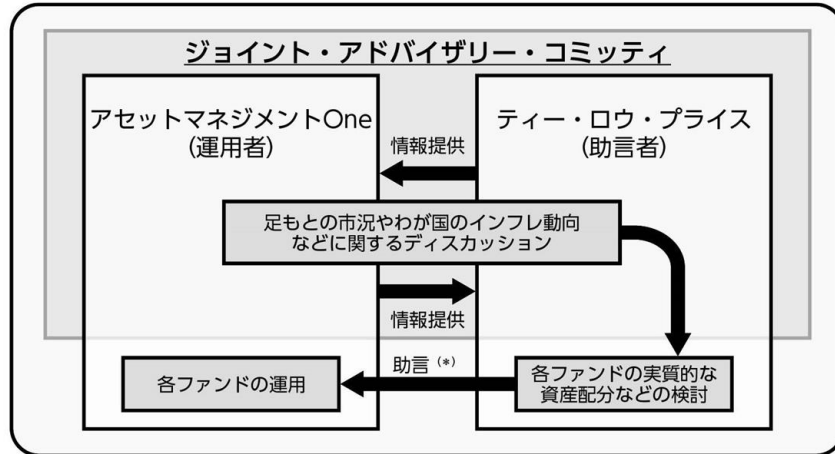 ジョイント・アドバイザリー・コミッティ
アセットマネジメントOne
(運用者)
ティー・ロウ・プライス
(助言者)
情報提供
足もとの市況やわが国のインフレ動向
などに関するディスカッション
情報提供
助言(*)
各ファンドの運用
各ファンドの実質的な
資産配分などの検討